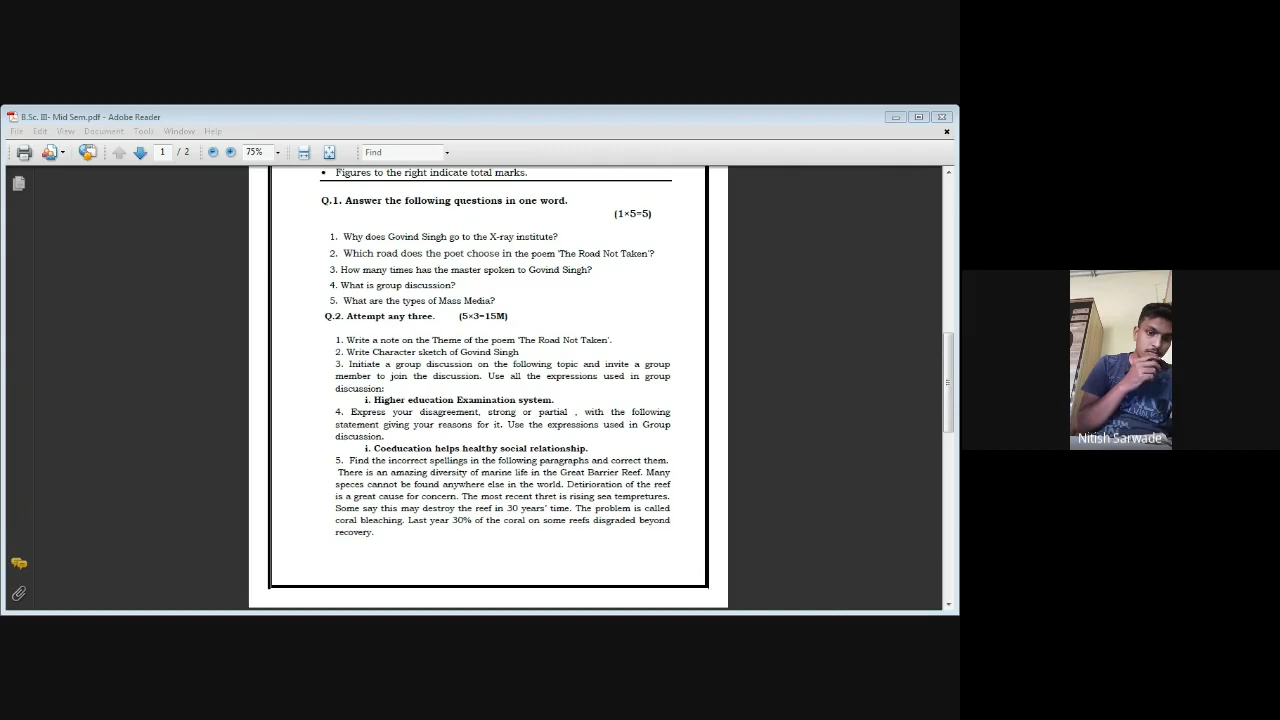 B.Sc. III- Mid Sem.pdf - Adobe Reader
File Edit View Document Tools Window Help
1 / 2 75% Find
• Figures to the right indicate total marks.
Q.1. Answer the following questions in one word.
(1×5=5)
1. Why does Govind Singh go to the X-ray institute?
2. Which road does the poet choose in the poem 'The Road Not Taken'?
3. How many times has the master spoken to Govind Singh?
4. What is group discussion?
5. What are the types of Mass Media?
Q.2. Attempt any three. (5×3=15M)
1. Write a note on the Theme of the poem 'The Road Not Taken'.
2. Write Character sketch of Govind Singh
3. Initiate a group discussion on the following topic and invite a group
member to join the discussion. Use all the expressions used in group
discussion:
i. Higher education Examination system.
4. Express your disagreement, strong or partial , with the following
statement giving your reasons for it. Use the expressions used in Group
discussion.
i. Coeducation helps healthy social relationship.
5. Find the incorrect spellings in the following paragraphs and correct them.
There is an amazing diversity of marine life in the Great Barrier Reef. Many
speces cannot be found anywhere else in the world. Detirioration of the reef
is a great cause for concern. The most recent thret is rising sea tempretures.
Some say this may destroy the reef in 30 years' time. The problem is called
coral bleaching. Last year 30% of the coral on some reefs disgraded beyond
recovery.
Nitish Sarwade